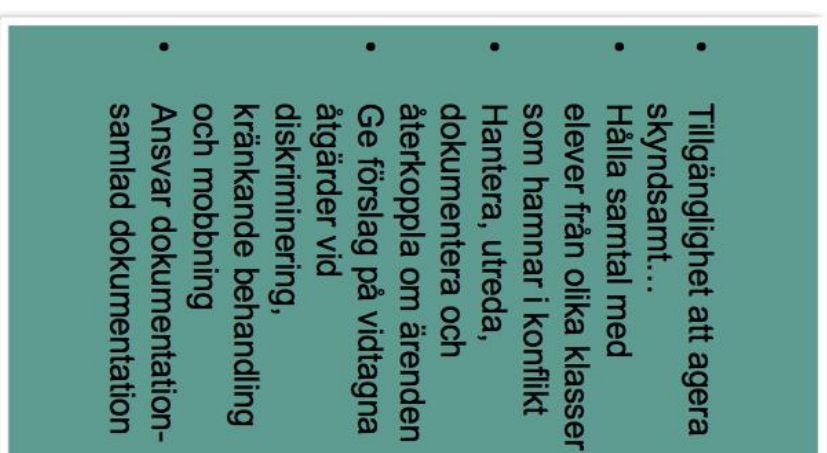 • Tillgänglighet att agera
skyndsamt…
• Hålla samtal med
elever från olika klasser
som hamnar i konflikt
• Hantera, utreda,
dokumentera och
återkoppla om ärenden
• Ge förslag på vidtagna
åtgärder vid
diskriminering,
kränkande behandling
och mobbning
• Ansvar dokumentation-
samlad dokumentation